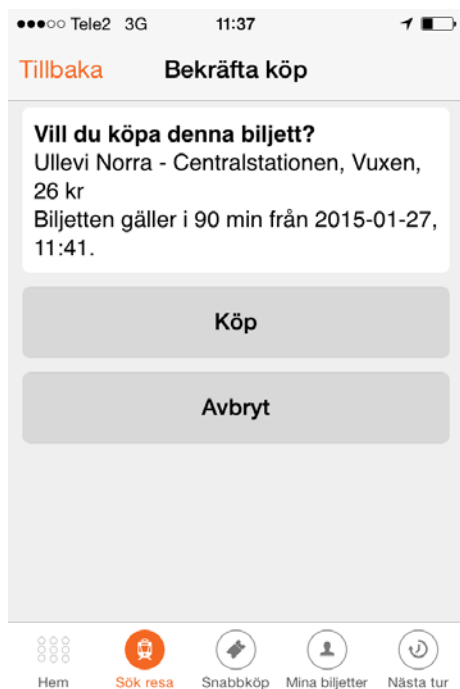 Tele2 3G 11:37
Tillbaka Bekräfta köp
Vill du köpa denna biljett?
Ullevi Norra - Centralstationen, Vuxen,
26 kr
Biljetten gäller i 90 min från 2015-01-27,
11:41.
Köp
Avbryt
Hem Sök resa Snabbköp Mina biljetter Nästa tur